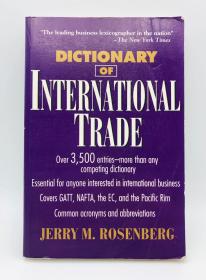 "The leading business lexicographer in the nation"
—The New York Times
DICTIONARY
OF
INTERNATIONAL
TRADE
Over 3,500 entries—more than any
competing dictionary
Essential for anyone interested in international business
Covers GATT, NAFTA, the EC, and the Pacific Rim
Common acronyms and abbreviations
JERRY M. ROSENBERG